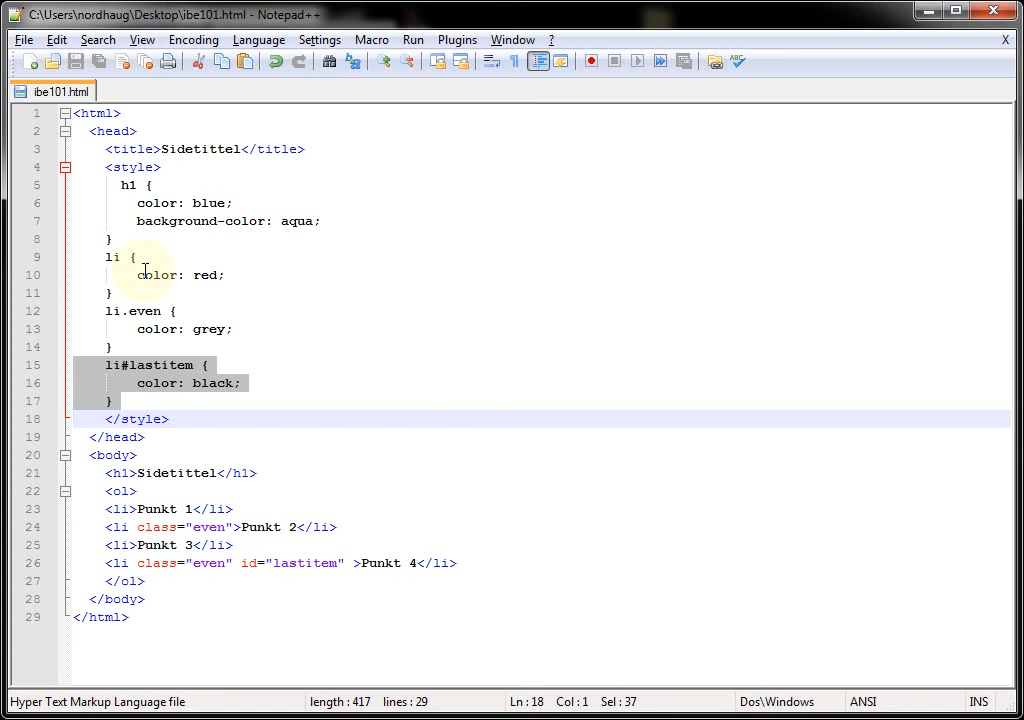 C:\Users\nordhaug\Desktop\ibe101.html - Notepad++
File Edit Search View Encoding Language Settings Macro Run Plugins Window ? X
ibe101.html
1 <html>
2 <head>
3 <title>Sidetittel</title>
4 <style>
5 h1 {
6 color: blue;
7 background-color: aqua;
8 }
9 li {
10 color: red;
11 }
12 li.even {
13 color: grey;
14 }
15 li#lastitem {
16 color: black;
17 }
18 </style>
19 </head>
20 <body>
21 <h1>Sidetittel</h1>
22 <ol>
23 <li>Punkt 1</li>
24 <li class="even">Punkt 2</li>
25 <li>Punkt 3</li>
26 <li class="even" id="lastitem" >Punkt 4</li>
27 </ol>
28 </body>
29 </html>
Hyper Text Markup Language file length : 417 lines : 29 Ln : 18 Col : 1 Sel : 37 Dos\Windows ANSI INS